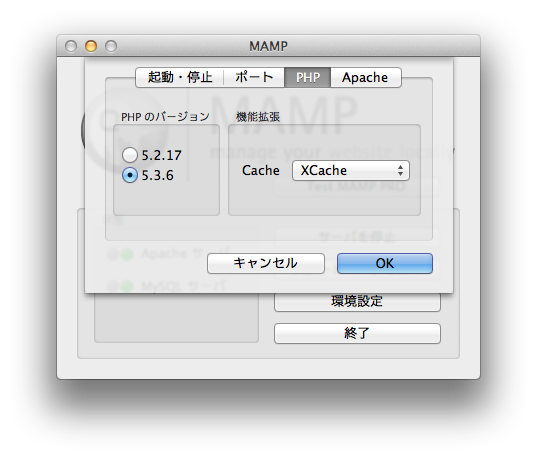 MAMP
起動・停止 ポート PHP Apache
PHP のバージョン
機能拡張
MAMP
manage your website locally
5.2.17
5.3.6
Cache XCache
Test MAMP PRO
サーバを停止
Apache サーバ
キャンセル OK
MySQL サーバ
環境設定
終了